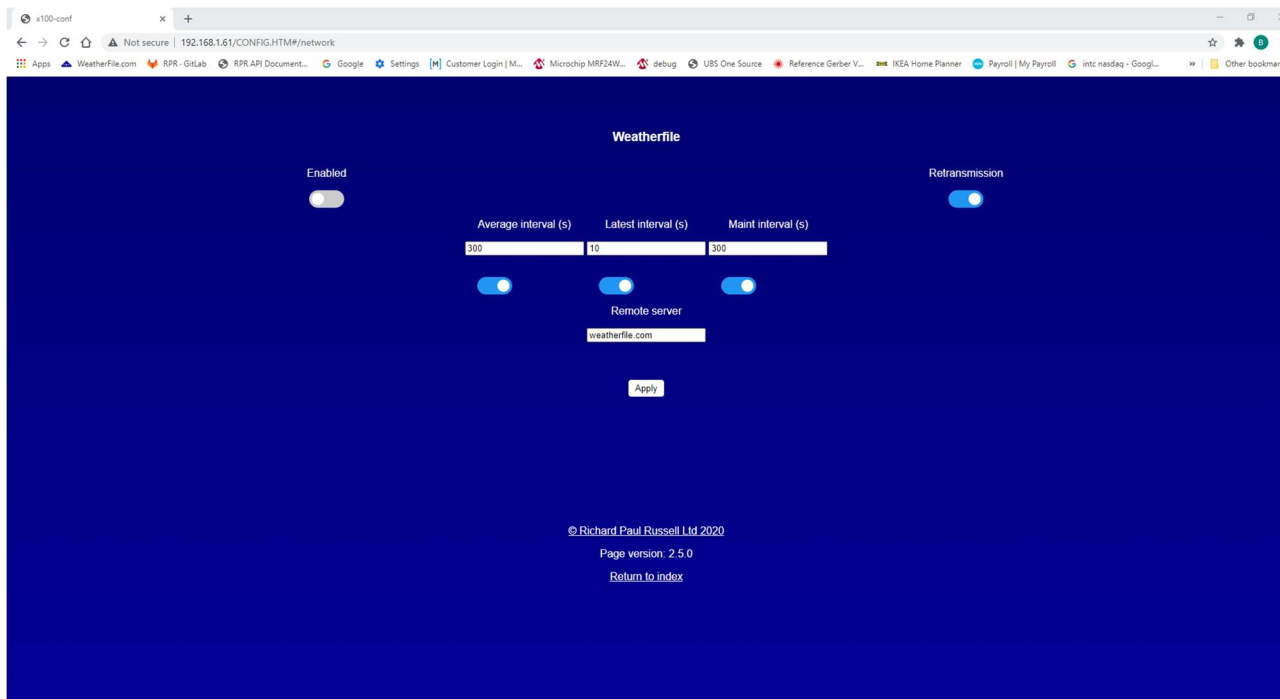 x100-conf
Not secure | 192.168.1.61/CONFIG.HTM#/network
Apps WeatherFile.com RPR · GitLab RPR API Document... Google Settings [M] Customer Login | M... Microchip MRF24W... debug UBS One Source Reference Gerber V... IKEA Home Planner Payroll | My Payroll intc nasdaq - Googl... » Other bookmar
Weatherfile
Enabled Retransmission
Average interval (s) Latest interval (s) Maint interval (s)
300 10 300
Remote server
weatherfile.com
Apply
© Richard Paul Russell Ltd 2020
Page version: 2.5.0
Return to index